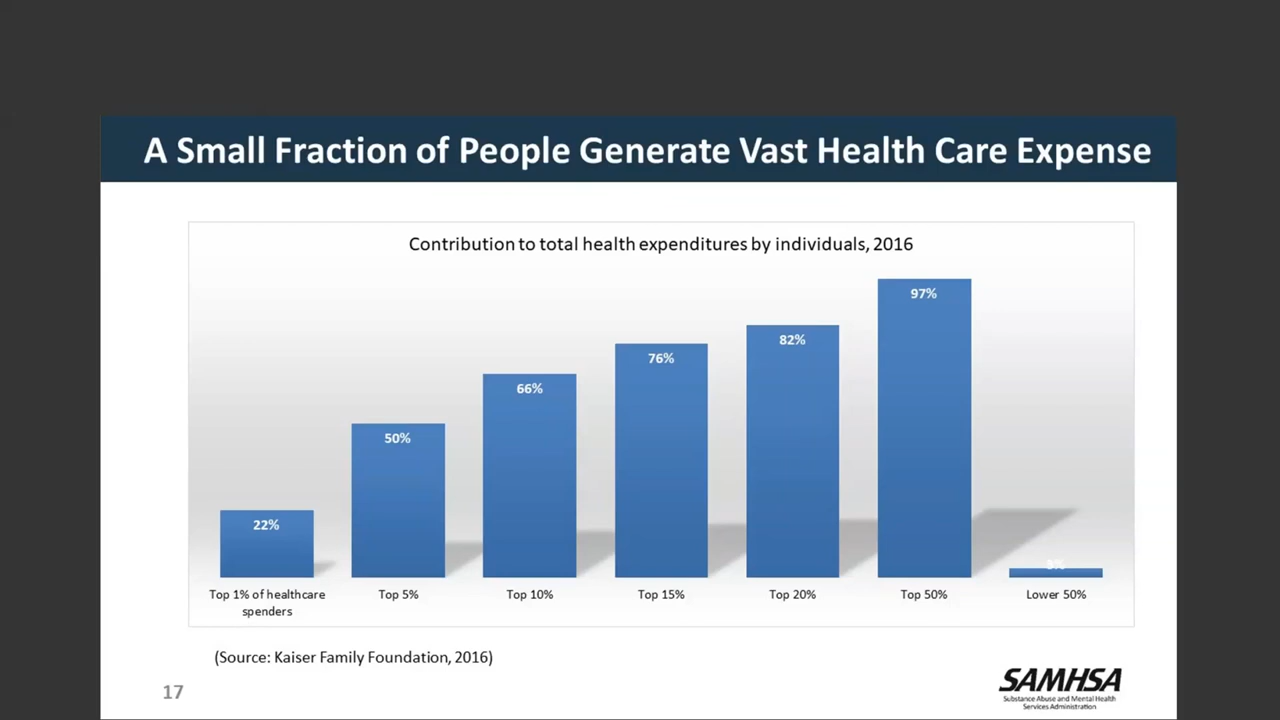 A Small Fraction of People Generate Vast Health Care Expense
Contribution to total health expenditures by individuals, 2016
22%
50%
66%
76%
82%
97%
3%
Top 1% of healthcare
spenders
Top 5%
Top 10%
Top 15%
Top 20%
Top 50%
Lower 50%
(Source: Kaiser Family Foundation, 2016)
17
SAMHSA
Substance Abuse and Mental Health
Services Administration